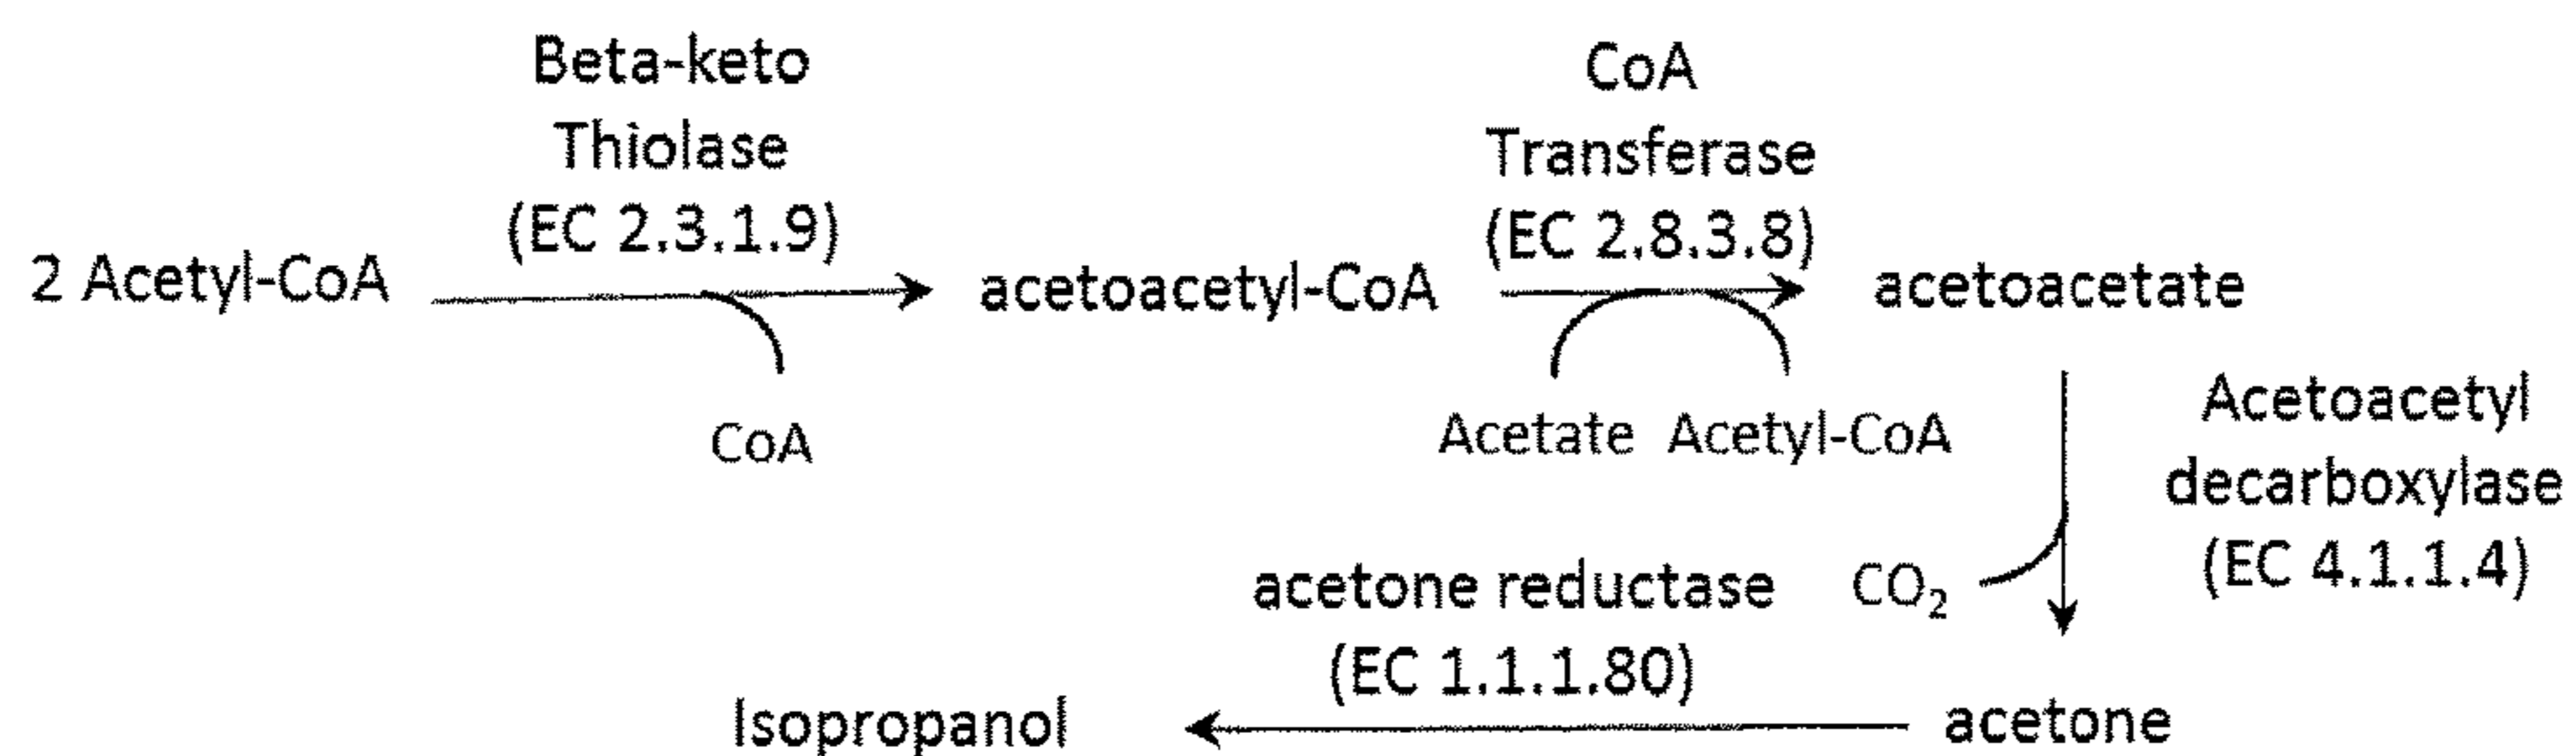 Beta-keto
Thiolase
(EC 2.3.1.9)
CoA
Transferase
(EC 2.8.3.8)
2 Acetyl-CoA
acetoacetyl-CoA
acetoacetate
CoA
Acetate Acetyl-CoA
Acetoacetyl
decarboxylase
(EC 4.1.1.4)
CO₂
acetone reductase
(EC 1.1.1.80)
Isopropanol
acetone